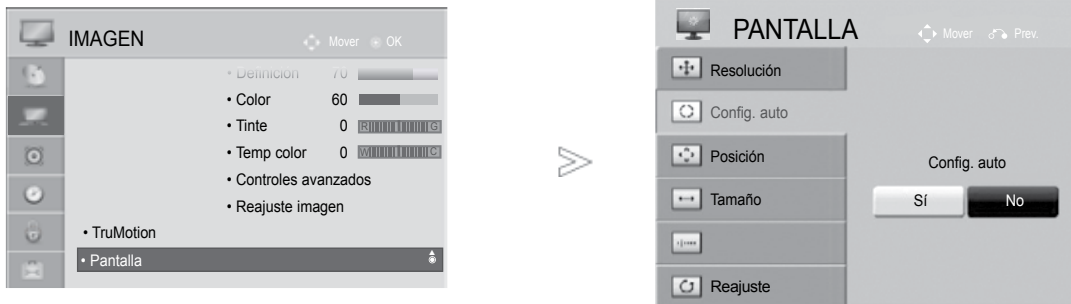 IMAGEN
Mover OK
• Definición 70
• Color 60
• Tinte 0 R G
• Temp color 0 W C
• Controles avanzados
• Reajuste imagen
• TruMotion
• Pantalla
PANTALLA
Mover Prev.
Resolución
Config. auto
Posición
Tamaño
Reajuste
Config. auto
Sí No